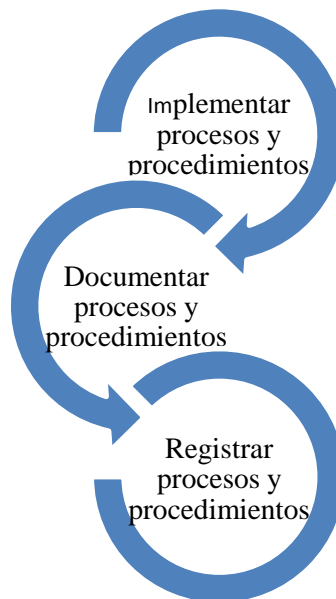 Implementar
procesos y
procedimientos
Documentar
procesos y
procedimientos
Registrar
procesos y
procedimientos